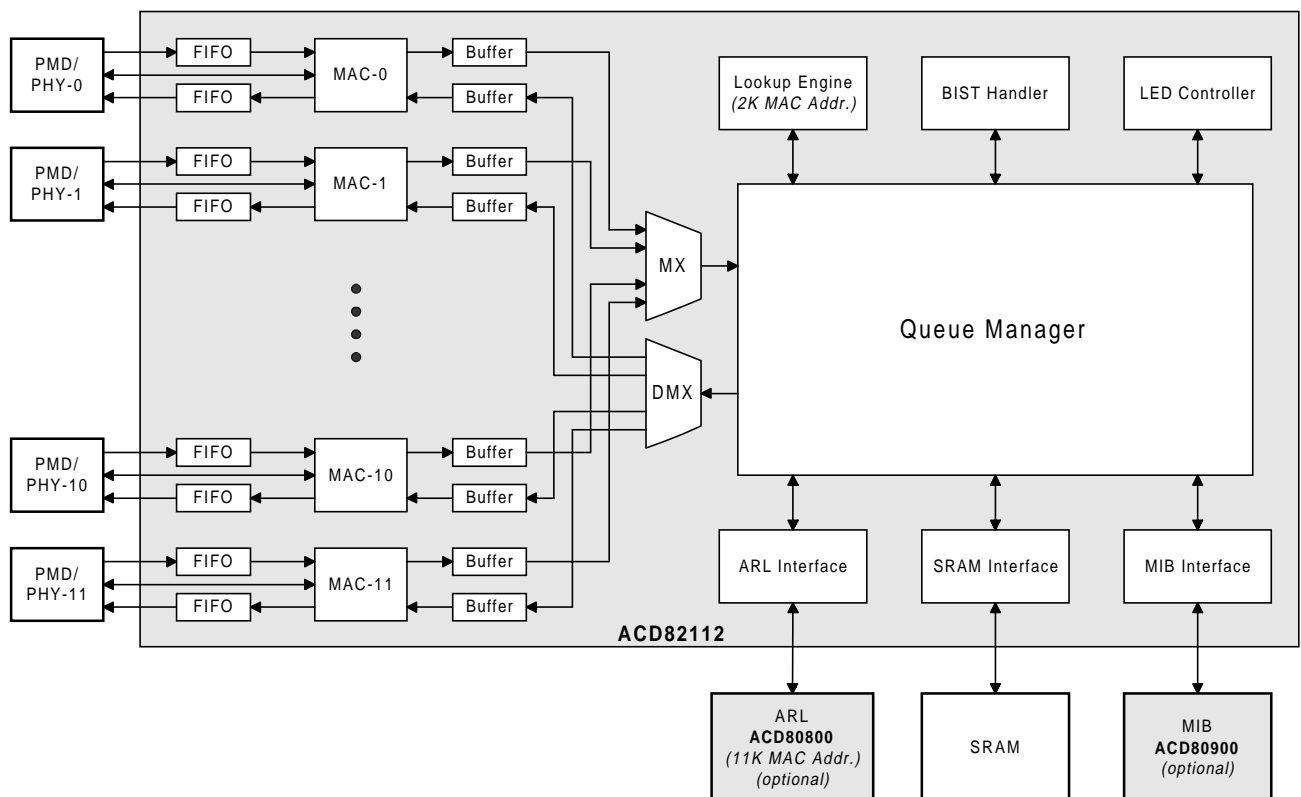 PMD/
PHY-0
FIFO
FIFO
MAC-0
Buffer
Buffer
PMD/
PHY-1
FIFO
FIFO
MAC-1
Buffer
Buffer
PMD/
PHY-10
FIFO
FIFO
MAC-10
Buffer
Buffer
PMD/
PHY-11
FIFO
FIFO
MAC-11
Buffer
Buffer
MX
DMX
Lookup Engine
(2K MAC Addr.)
BIST Handler
LED Controller
Queue Manager
ARL Interface
SRAM Interface
MIB Interface
ACD82112
ARL
ACD80800
(11K MAC Addr.)
(optional)
SRAM
MIB
ACD80900
(optional)